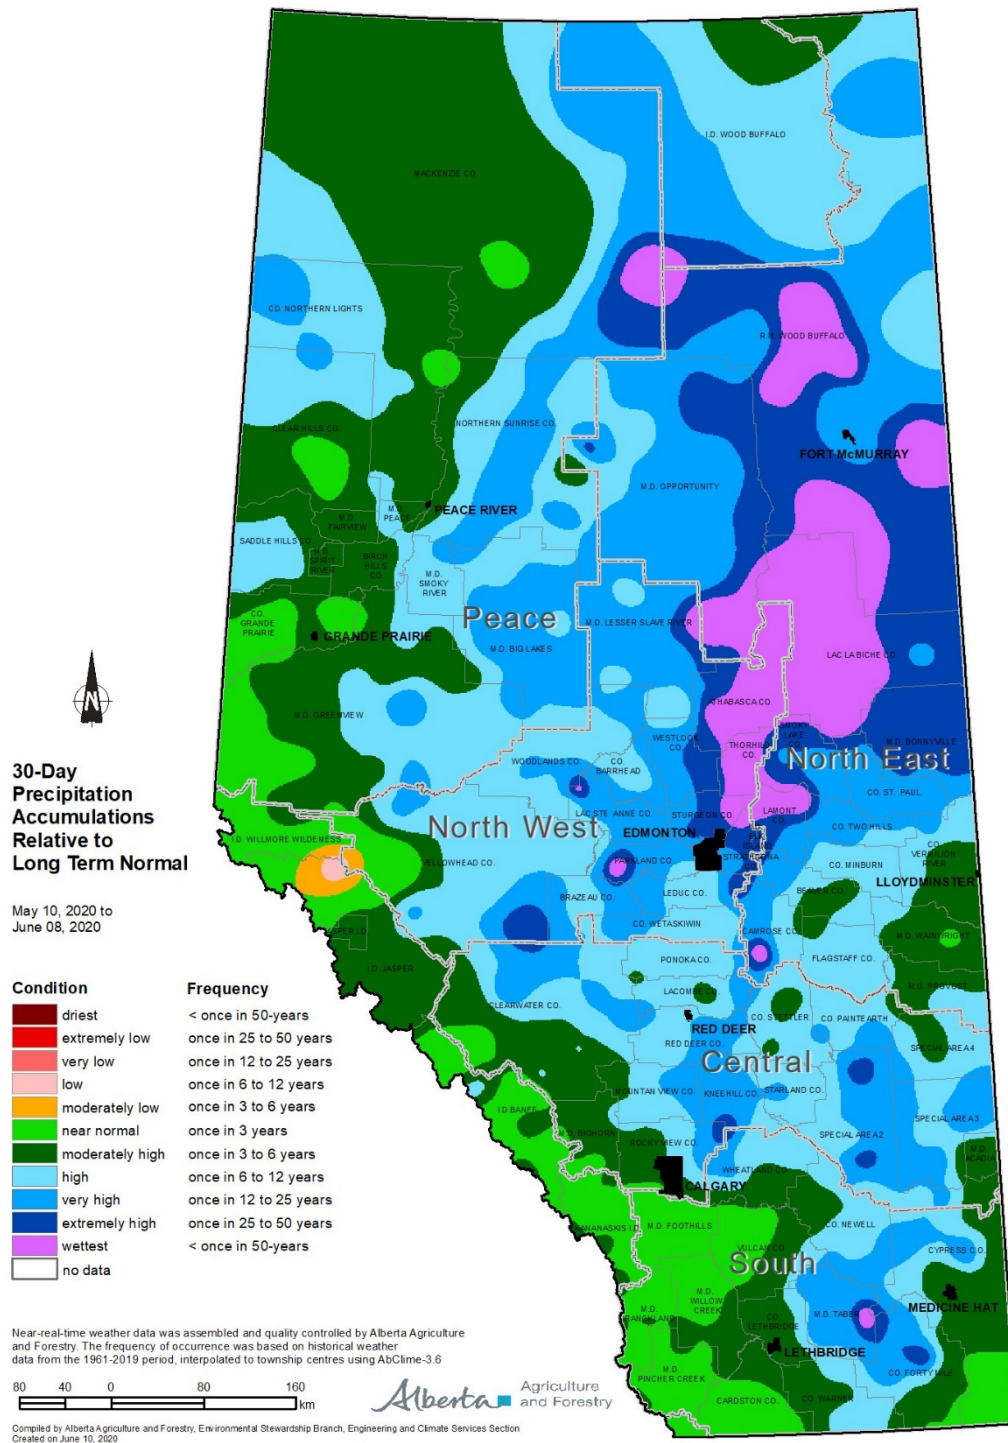 MACKENZIE CO.
I.D. WOOD BUFFALO
CO. NORTHERN LIGHTS
R.M. WOOD BUFFALO
CLEAR HILLS CO.
NORTHERN SUNRISE CO.
FORT McMURRAY
M.D. OPPORTUNITY
PEACE RIVER
M.D. PEACE
M.D. FAIRVIEW
SADDLE HILLS CO.
M.D. SPIRIT RIVER
BIRCH HILLS CO.
M.D. SMOKY RIVER
CO. GRANDE PRAIRIE
GRANDE PRAIRIE
Peace
M.D. LESSER SLAVE RIVER
M.D. BIG LAKES
LAC LA BICHE CO.
N
M.D. GREENVIEW
ATHABASCA CO.
SMOKY LAKE CO.
M.D. BONNYVILLE
WESTLOCK CO.
THORHILD CO.
North East
WOODLANDS CO.
CO. BARRHEAD
CO. ST. PAUL
LAC STE ANNE CO.
STURGEON CO.
LAMONT CO.
North West
EDMONTON
CO. TWO HILLS
I.D. WILLMORE WILDERNESS
YELLOWHEAD CO.
PARKLAND CO.
ELK ISLAND
STRATHCONA CO.
CO. MINBURN
CO. VERMILION RIVER
LLOYDMINSTER
LEDUC CO.
BEAVER CO.
BRAZEAU CO.
CO. WETASKIWIN
CAMROSE CO.
M.D. WAINWRIGHT
JASPER I.D.
PONOKA CO.
FLAGSTAFF CO.
I.D. JASPER
M.D. PROVOST
CLEARWATER CO.
LACOMBE CO.
CO. STETTLER
CO. PAINTEARTH
RED DEER
RED DEER CO.
SPECIAL AREA 4
Central
MOUNTAIN VIEW CO.
KNEEHILL CO.
STARLAND CO.
I.D. BANFF
SPECIAL AREA 3
M.D. BIGHORN
ROCKY VIEW CO.
SPECIAL AREA 2
M.D. ACADIA
WHEATLAND CO.
CALGARY
KANANASKIS I.D.
M.D. FOOTHILLS
CO. NEWELL
VULCAN CO.
CYPRESS CO.
South
M.D. WILLOW CREEK
MEDICINE HAT
M.D. RANCHLAND
CO. LETHBRIDGE
M.D. TABER
LETHBRIDGE
M.D. PINCHER CREEK
CO. FORTY MILE
CARDSTON CO.
CO. WARNER
30-Day
Precipitation
Accumulations
Relative to
Long Term Normal
May 10, 2020 to
June 08, 2020
Condition Frequency
driest < once in 50-years
extremely low once in 25 to 50 years
very low once in 12 to 25 years
low once in 6 to 12 years
moderately low once in 3 to 6 years
near normal once in 3 years
moderately high once in 3 to 6 years
high once in 6 to 12 years
very high once in 12 to 25 years
extremely high once in 25 to 50 years
wettest < once in 50-years
no data
Near-real-time weather data was assembled and quality controlled by Alberta Agriculture
and Forestry. The frequency of occurrence was based on historical weather
data from the 1961-2019 period, interpolated to township centres using AbClime-3.6
80 40 0 80 160
km
Alberta Agriculture
and Forestry
Compiled by Alberta Agriculture and Forestry, Environmental Stewardship Branch, Engineering and Climate Services Section
Created on June 10, 2020